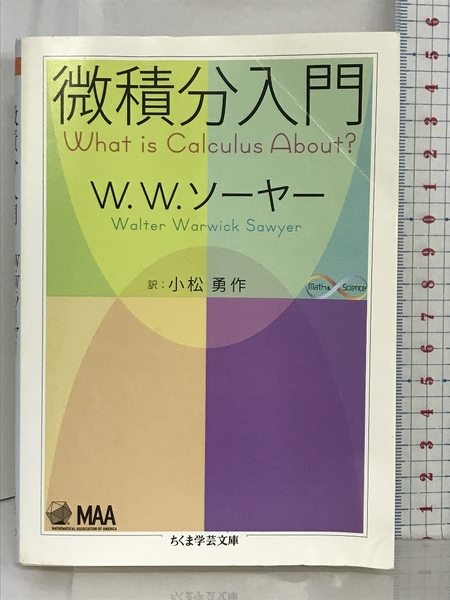 微積分入門
What is Calculus About?
W.W.ソーヤー
Walter Warwick Sawyer
訳:小松勇作
Math & Science
MAA
MATHEMATICAL ASSOCIATION OF AMERICA
ちくま学芸文庫